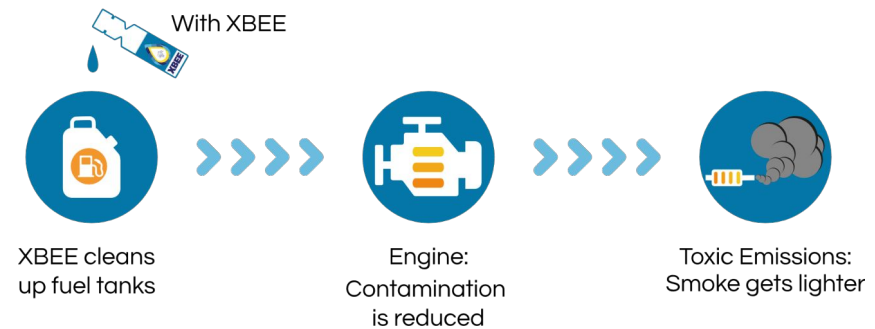 With XBEE
XBEE
XBEE cleans
up fuel tanks
Engine:
Contamination
is reduced
Toxic Emissions:
Smoke gets lighter